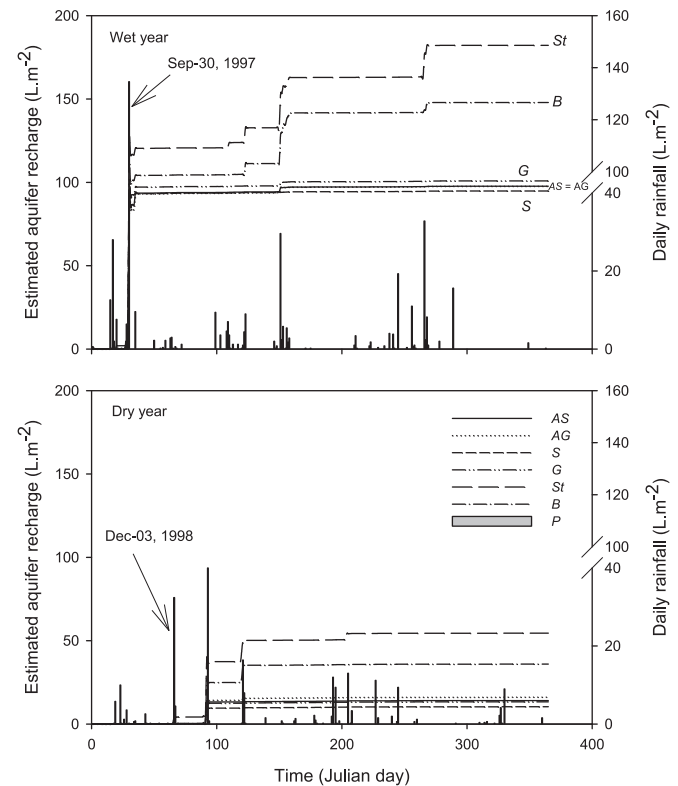 Wet year
Sep-30, 1997
St
B
G
AS = AG
S
200
150
100
50
0
160
140
120
100
40
20
0
Estimated aquifer recharge (L.m-2)
Daily rainfall (L.m-2)
Dry year
Dec-03, 1998
AS
AG
S
G
St
B
P
200
150
100
50
0
160
140
120
100
40
20
0
Estimated aquifer recharge (L.m-2)
Daily rainfall (L.m-2)
0 100 200 300 400
Time (Julian day)